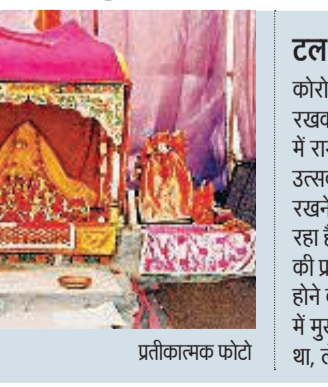 प्रतीकात्मक फोटो
टल
कोरो
रखव
में रा
उत्सव
रखने
रहा है
की प्र
होने व
में मु
था, ले